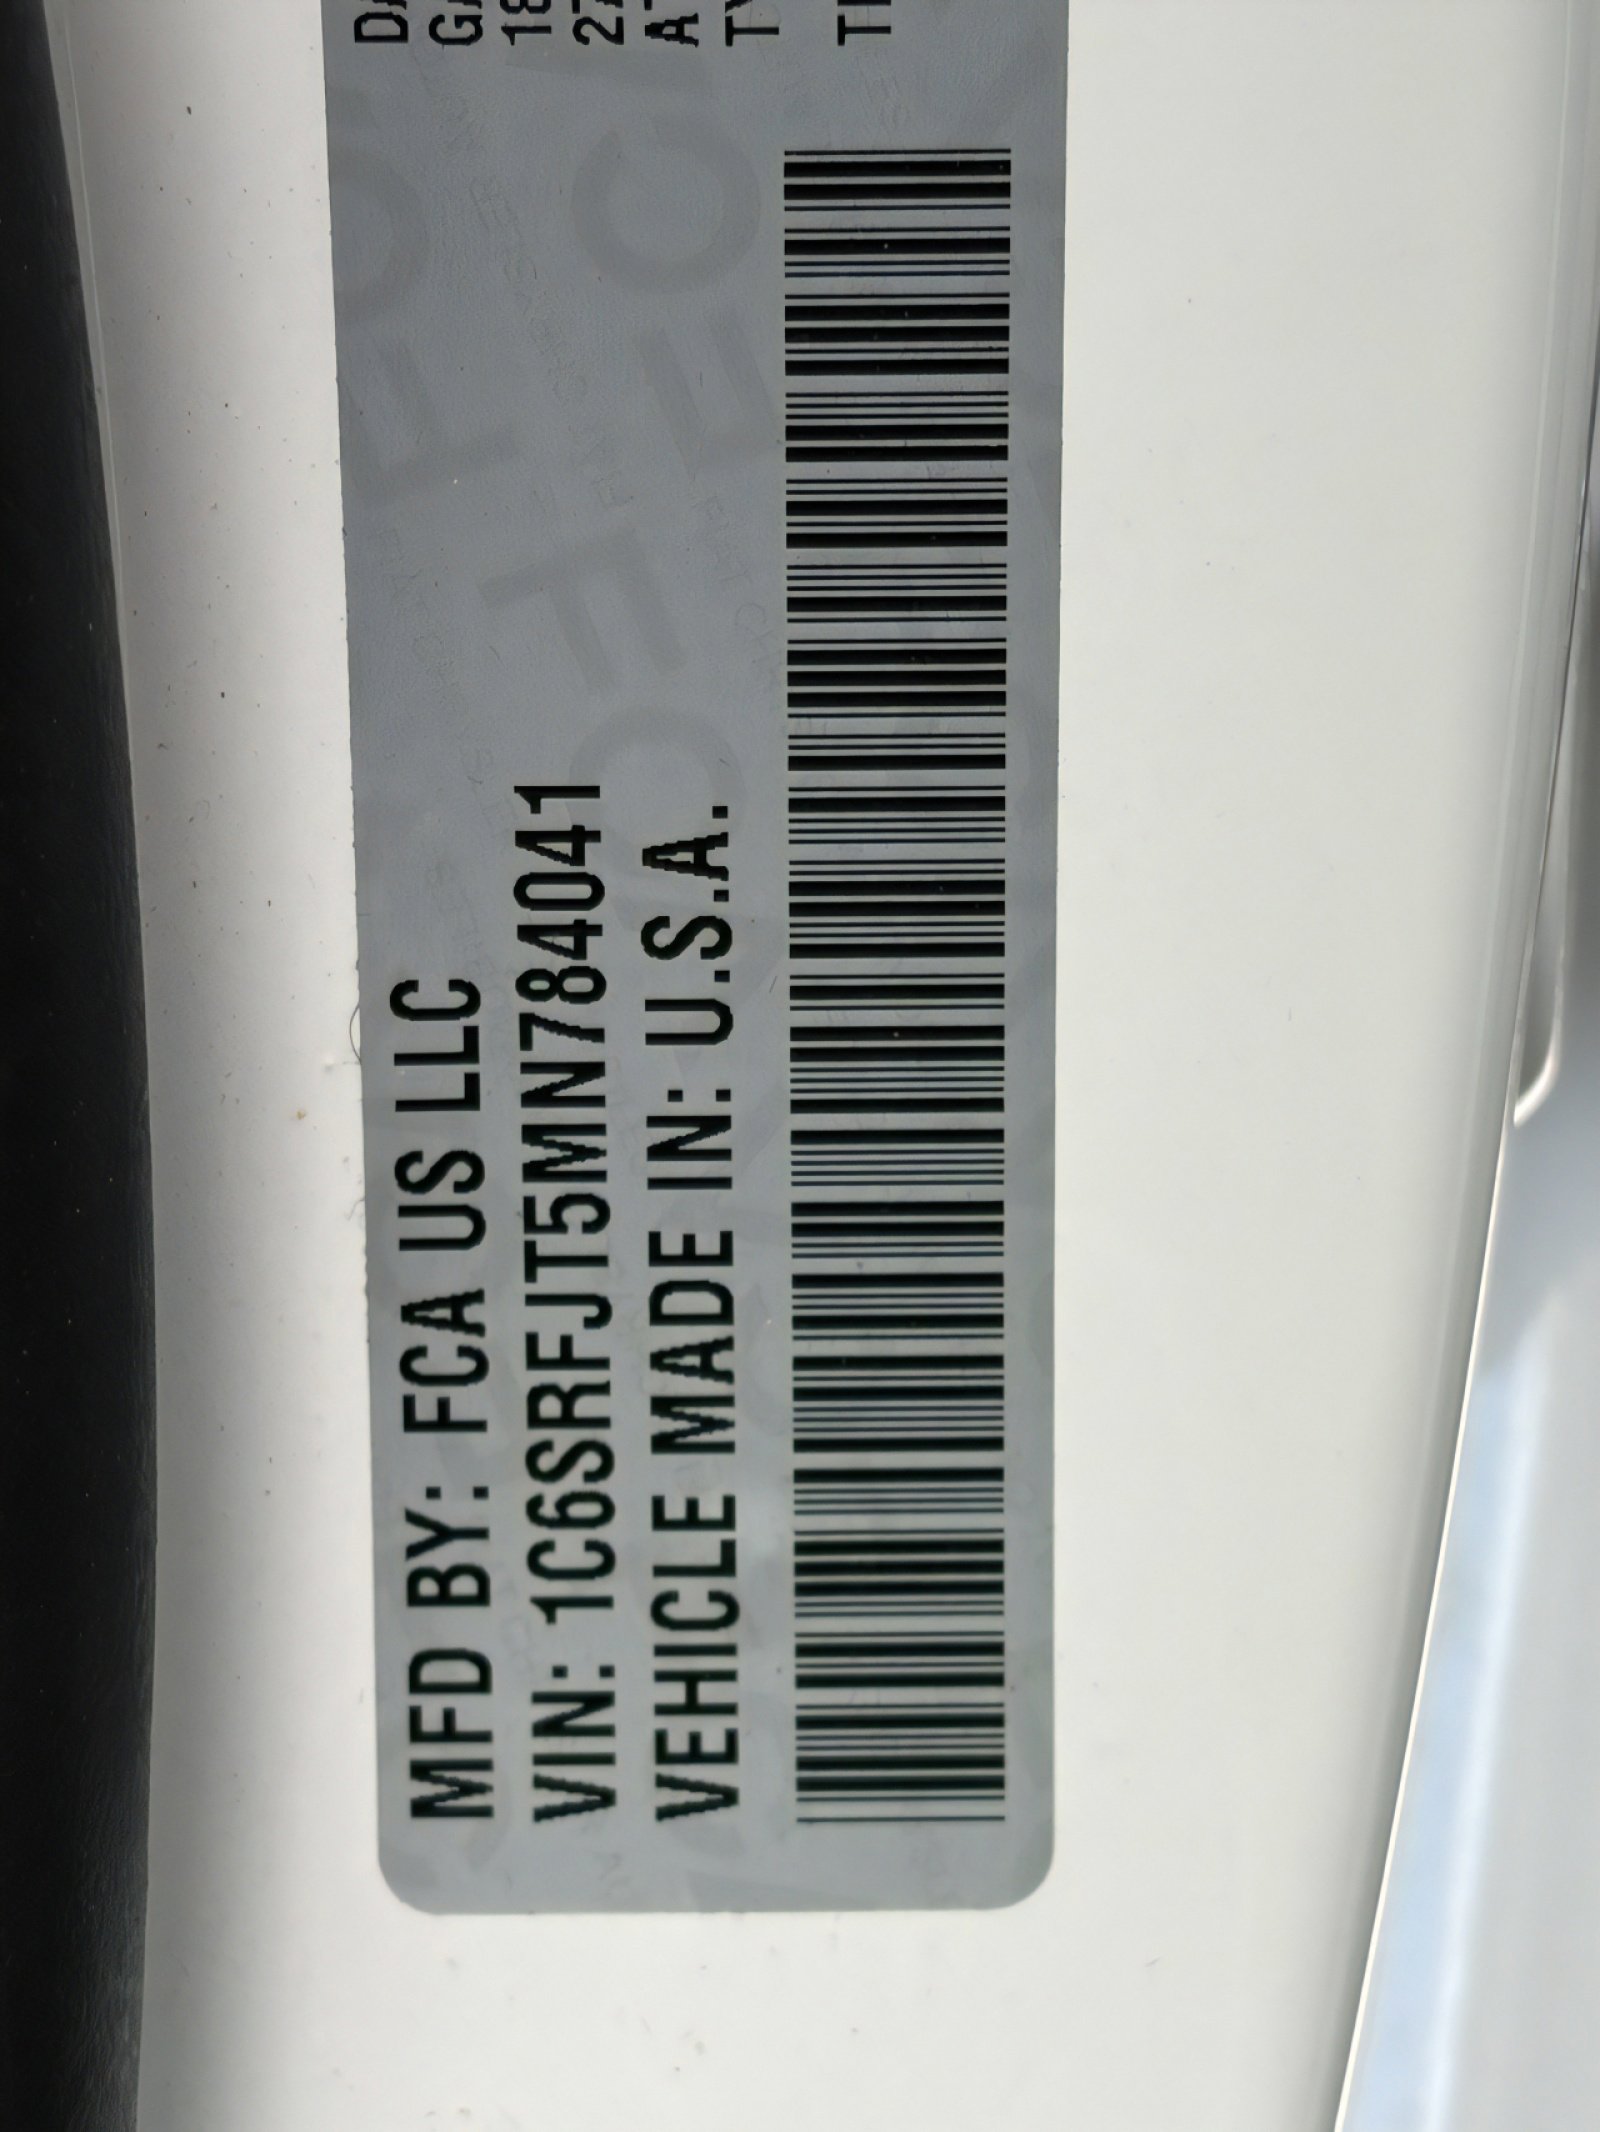 MFD BY: FCA US LLC
VIN: 1C6SRFJT5MN784041
VEHICLE MADE IN: U.S.A.